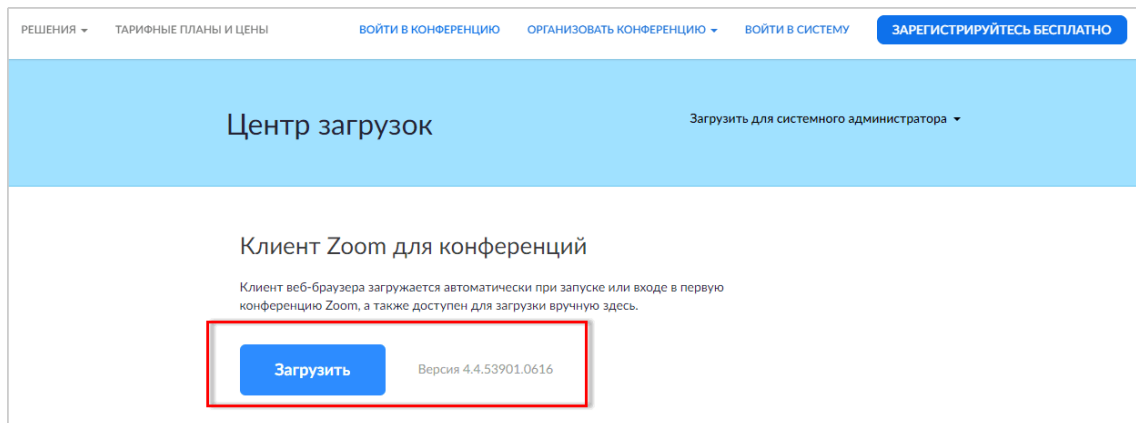 РЕШЕНИЯ ТАРИФНЫЕ ПЛАНЫ И ЦЕНЫ ВОЙТИ В КОНФЕРЕНЦИЮ ОРГАНИЗОВАТЬ КОНФЕРЕНЦИЮ ВОЙТИ В СИСТЕМУ ЗАРЕГИСТРИРУЙТЕСЬ БЕСПЛАТНО
Центр загрузок Загрузить для системного администратора
Клиент Zoom для конференций
Клиент веб-браузера загружается автоматически при запуске или входе в первую
конференцию Zoom, а также доступен для загрузки вручную здесь.
Загрузить Версия 4.4.53901.0616